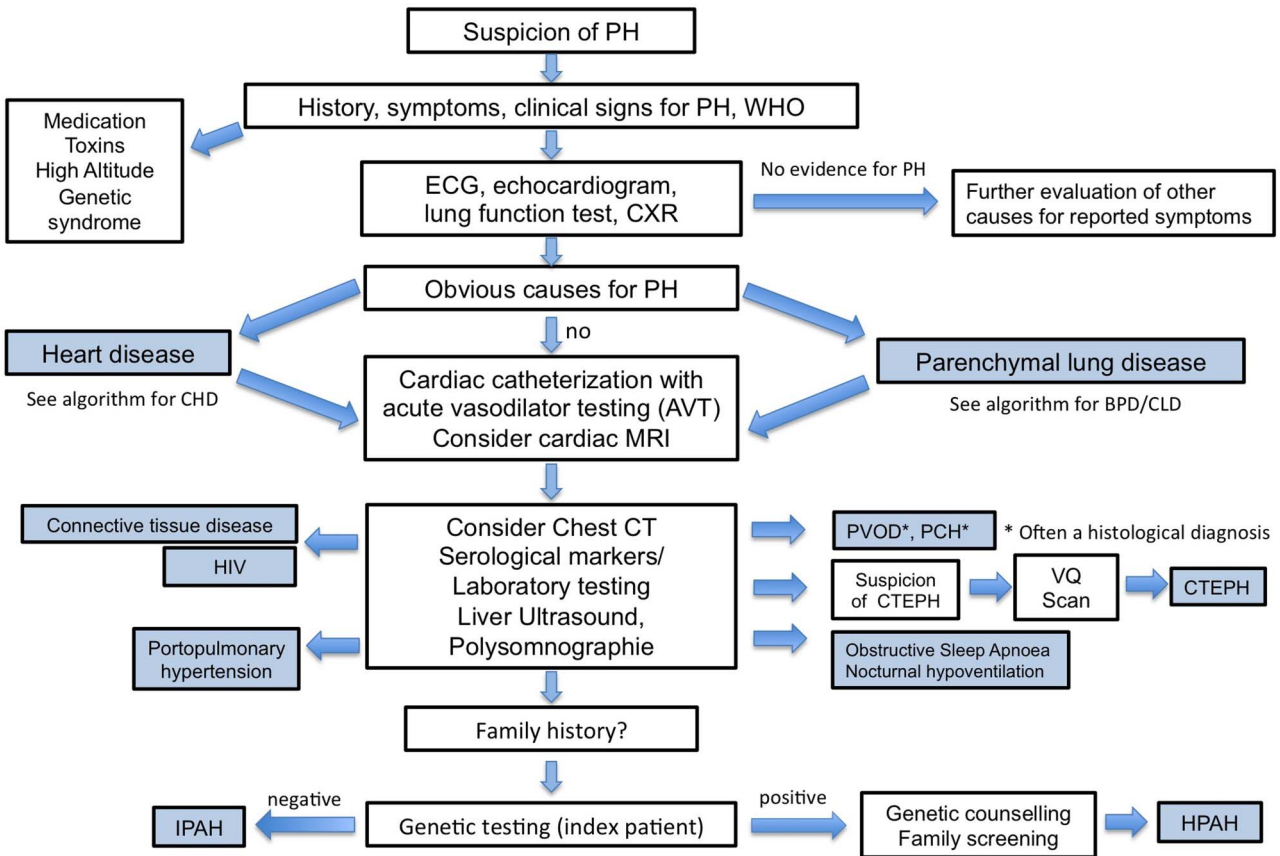 Suspicion of PH
History, symptoms, clinical signs for PH, WHO
Medication
Toxins
High Altitude
Genetic
syndrome
ECG, echocardiogram,
lung function test, CXR
No evidence for PH
Further evaluation of other
causes for reported symptoms
Obvious causes for PH
no
Heart disease
See algorithm for CHD
Cardiac catheterization with
acute vasodilator testing (AVT)
Consider cardiac MRI
Parenchymal lung disease
See algorithm for BPD/CLD
Connective tissue disease
HIV
Portopulmonary
hypertension
Consider Chest CT
Serological markers/
Laboratory testing
Liver Ultrasound,
Polysomnographie
PVOD*, PCH*
* Often a histological diagnosis
Suspicion
of CTEPH
VQ
Scan
CTEPH
Obstructive Sleep Apnoea
Nocturnal hypoventilation
Family history?
IPAH
negative
Genetic testing (index patient)
positive
Genetic counselling
Family screening
HPAH